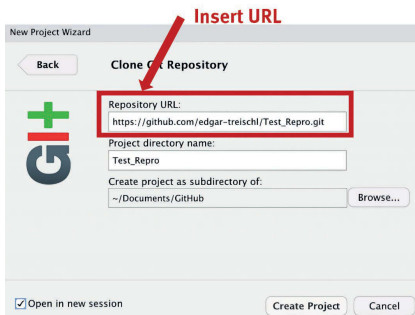 Insert URL
New Project Wizard
Back
Clone Git Repository
Repository URL:
https://github.com/edgar-treischl/Test_Repro.git
Project directory name:
Test_Repro
Create project as subdirectory of:
~/Documents/GitHub
Browse...
Git
Open in new session
Create Project
Cancel